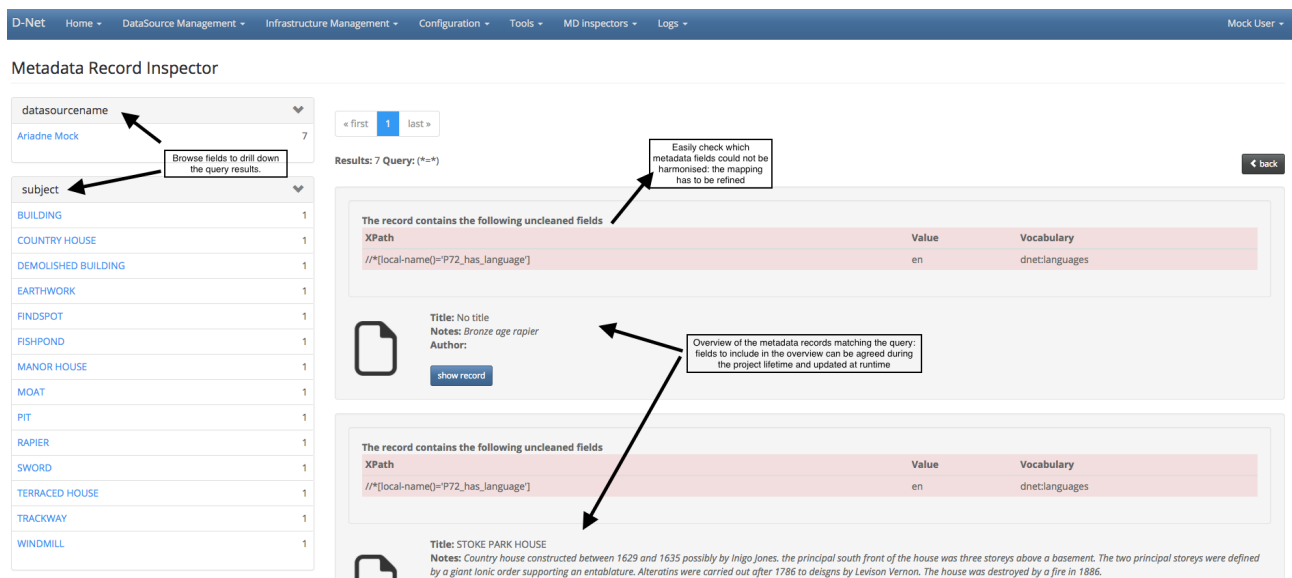 D-Net Home DataSource Management Infrastructure Management Configuration Tools MD inspectors Logs Mock User
Metadata Record Inspector
datasourcename
Ariadne Mock 7
Browse fields to drill down
the query results.
subject
BUILDING 1
COUNTRY HOUSE 1
DEMOLISHED BUILDING 1
EARTHWORK 1
FINDSPOT 1
FISHPOND 1
MANOR HOUSE 1
MOAT 1
PIT 1
RAPIER 1
SWORD 1
TERRACED HOUSE 1
TRACKWAY 1
WINDMILL 1
« first 1 last »
Results: 7 Query: (*=*)
Easily check which
metadata fields could not be
harmonised: the mapping
has to be refined
back
The record contains the following uncleaned fields
XPath Value Vocabulary
//*[local-name()='P72_has_language'] en dnet:languages
Title: No title
Notes: Bronze age rapier
Author:
show record
Overview of the metadata records matching the query:
fields to include in the overview can be agreed during
the project lifetime and updated at runtime
The record contains the following uncleaned fields
XPath Value Vocabulary
//*[local-name()='P72_has_language'] en dnet:languages
Title: STOKE PARK HOUSE
Notes: Country house constructed between 1629 and 1635 possibly by Inigo Jones. the principal south front of the house was three storeys above a basement. The two principal storeys were defined
by a giant Ionic order supporting an entablature. Alteratins were carried out after 1786 to deisgns by Levison Vernon. The house was destroyed by a fire in 1886.